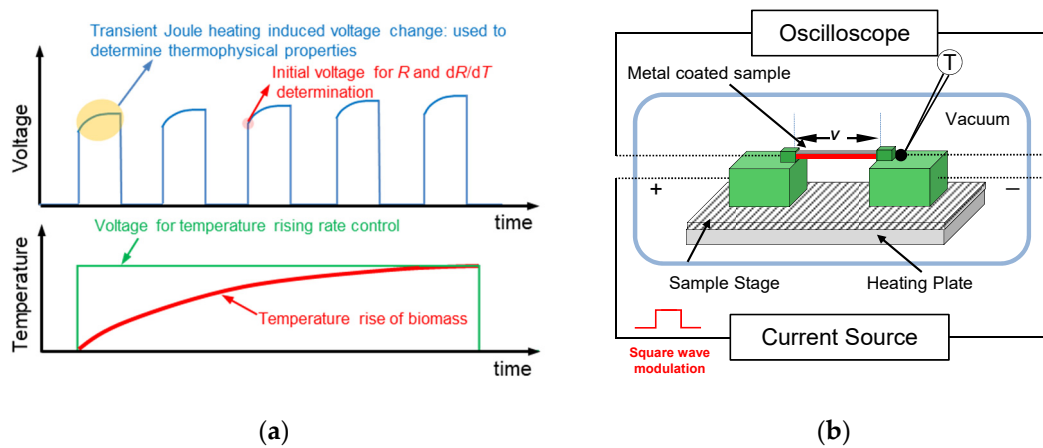 Transient Joule heating induced voltage change: used to
determine thermophysical properties
Initial voltage for R and dR/dT
determination
Voltage
time
Voltage for temperature rising rate control
Temperature
Temperature rise of biomass
time
(a)
Oscilloscope
T
Metal coated sample
Vacuum
v
+
−
Sample Stage
Heating Plate
Square wave
modulation
Current Source
(b)